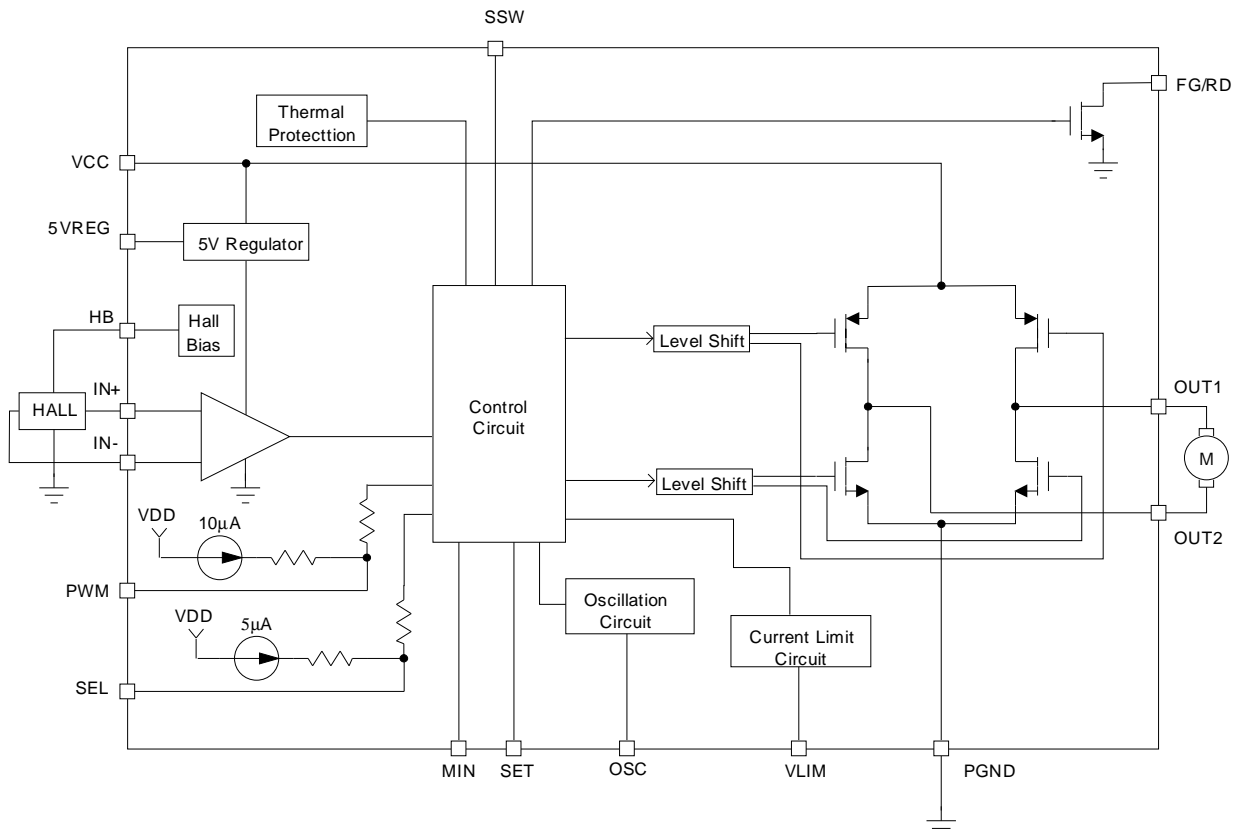 SSW
FG/RD
Thermal
Protecttion
VCC
5VREG
5V Regulator
HB
Hall
Bias
Level Shift
IN+
HALL
IN-
Control
Circuit
OUT1
M
Level Shift
OUT2
VDD
10μA
PWM
Oscillation
Circuit
VDD
5μA
Current Limit
Circuit
SEL
MIN
SET
OSC
VLIM
PGND